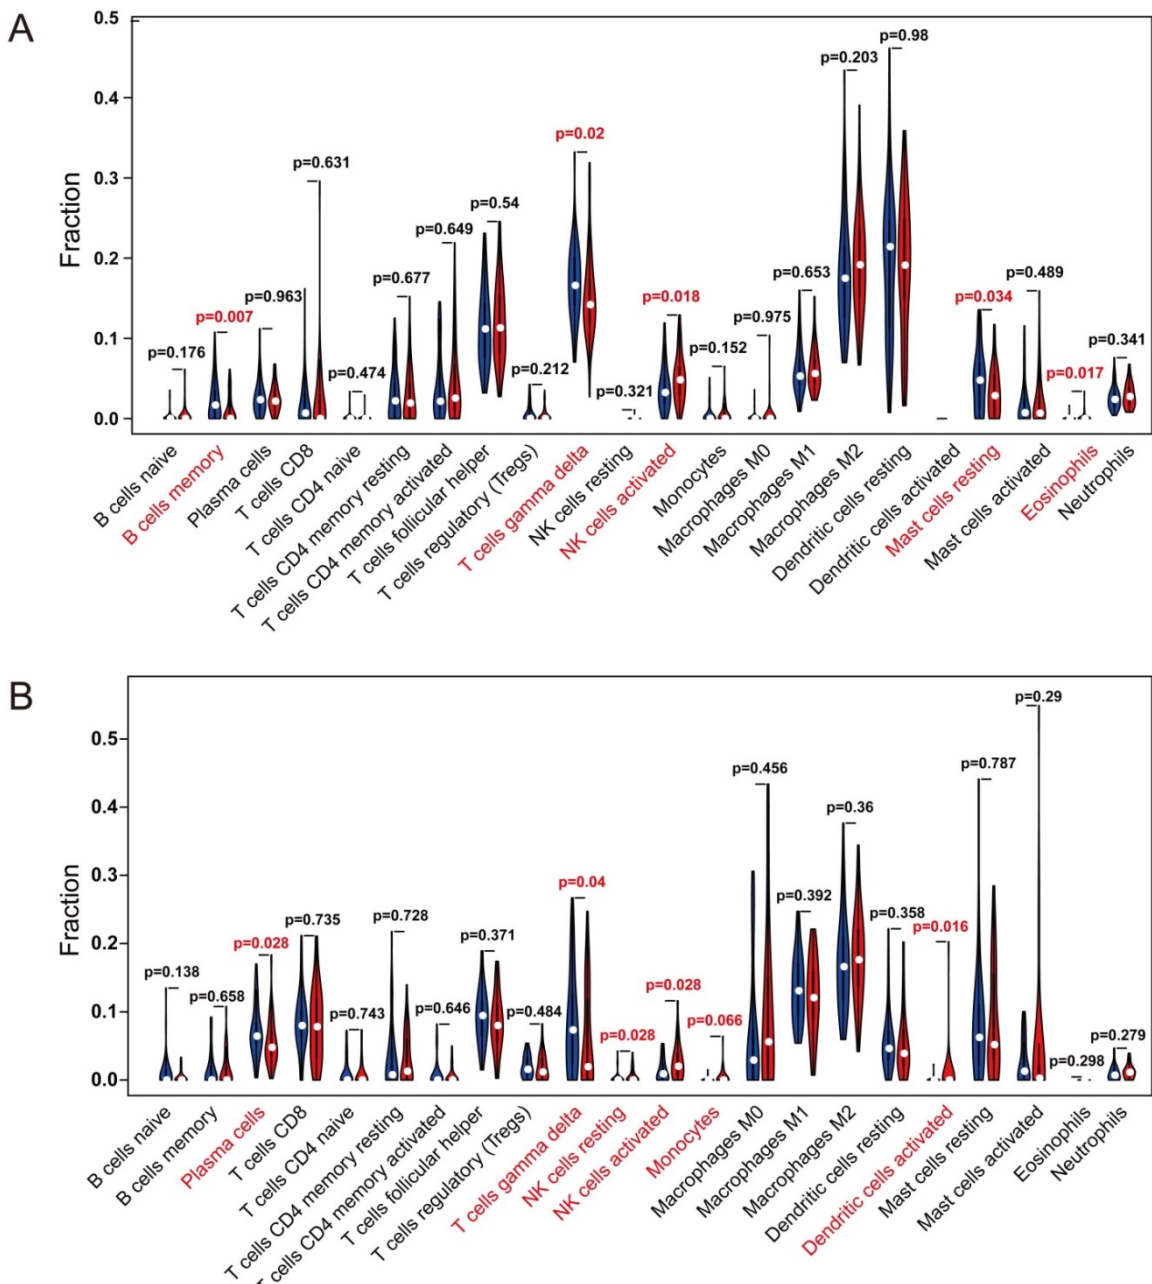 A
Fraction
0.5
0.4
0.3
0.2
0.1
0.0
p=0.176
p=0.007
p=0.963
p=0.631
p=0.474
p=0.677
p=0.649
p=0.54
p=0.212
p=0.02
p=0.321
p=0.018
p=0.152
p=0.975
p=0.653
p=0.203
p=0.98
p=0.034
p=0.489
p=0.017
p=0.341
B cells naive
B cells memory
Plasma cells
T cells CD8
T cells CD4 naive
T cells CD4 memory resting
T cells CD4 memory activated
T cells follicular helper
T cells regulatory (Tregs)
T cells gamma delta
NK cells resting
NK cells activated
Monocytes
Macrophages M0
Macrophages M1
Macrophages M2
Dendritic cells resting
Dendritic cells activated
Mast cells resting
Mast cells activated
Eosinophils
Neutrophils
B
Fraction
0.5
0.4
0.3
0.2
0.1
0.0
p=0.138
p=0.658
p=0.028
p=0.735
p=0.743
p=0.728
p=0.646
p=0.371
p=0.484
p=0.04
p=0.028
p=0.028
p=0.066
p=0.456
p=0.392
p=0.36
p=0.358
p=0.016
p=0.787
p=0.29
p=0.298
p=0.279
B cells naive
B cells memory
Plasma cells
T cells CD8
T cells CD4 naive
T cells CD4 memory resting
T cells CD4 memory activated
T cells follicular helper
T cells regulatory (Tregs)
T cells gamma delta
NK cells resting
NK cells activated
Monocytes
Macrophages M0
Macrophages M1
Macrophages M2
Dendritic cells resting
Dendritic cells activated
Mast cells resting
Mast cells activated
Eosinophils
Neutrophils